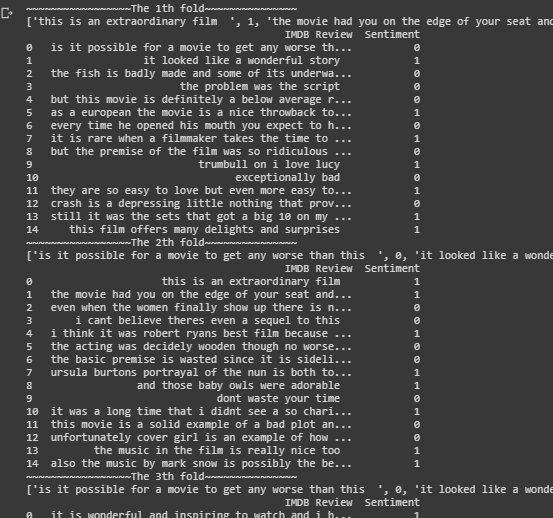 ~~~~~~~~~~~~~~~~~The 1th fold~~~~~~~~~~~~~~~
['this is an extraordinary film  ', 1, 'the movie had you on the edge of your seat and
IMDB Review  Sentiment
0   is it possible for a movie to get any worse th...          0
1   it looked like a wonderful story          1
2   the fish is badly made and some of its underwa...          0
3   the problem was the script          0
4   but this movie is definitely a below average r...          0
5   as a european the movie is a nice throwback to...          1
6   every time he opened his mouth you expect to h...          0
7   it is rare when a filmmaker takes the time to ...          1
8   but the premise of the film was so ridiculous ...          0
9   trumbull on i love lucy          1
10   exceptionally bad          0
11  they are so easy to love but even more easy to...          1
12  crash is a depressing little nothing that prov...          0
13  still it was the sets that got a big 10 on my ...          1
14  this film offers many delights and surprises          1
~~~~~~~~~~~~~~~~~The 2th fold~~~~~~~~~~~~~~~
['is it possible for a movie to get any worse than this  ', 0, 'it looked like a wonde
IMDB Review  Sentiment
0   this is an extraordinary film          1
1   the movie had you on the edge of your seat and...          1
2   even when the women finally show up there is n...          0
3   i cant believe theres even a sequel to this          0
4   i think it was robert ryans best film because ...          1
5   the acting was decidely wooden though no worse...          0
6   the basic premise is wasted since it is sideli...          0
7   ursula burtons portrayal of the nun is both to...          1
8   and those baby owls were adorable          1
9   dont waste your time          0
10  it was a long time that i didnt see a so chari...          1
11  this movie is a solid example of a bad plot an...          0
12  unfortunately cover girl is an example of how ...          0
13  the music in the film is really nice too          1
14  also the music by mark snow is possibly the be...          1
~~~~~~~~~~~~~~~~~The 3th fold~~~~~~~~~~~~~~~
['is it possible for a movie to get any worse than this  ', 0, 'it looked like a wonde
IMDB Review  Sentiment
0   it is wonderful and inspiring to watch and i h...          1